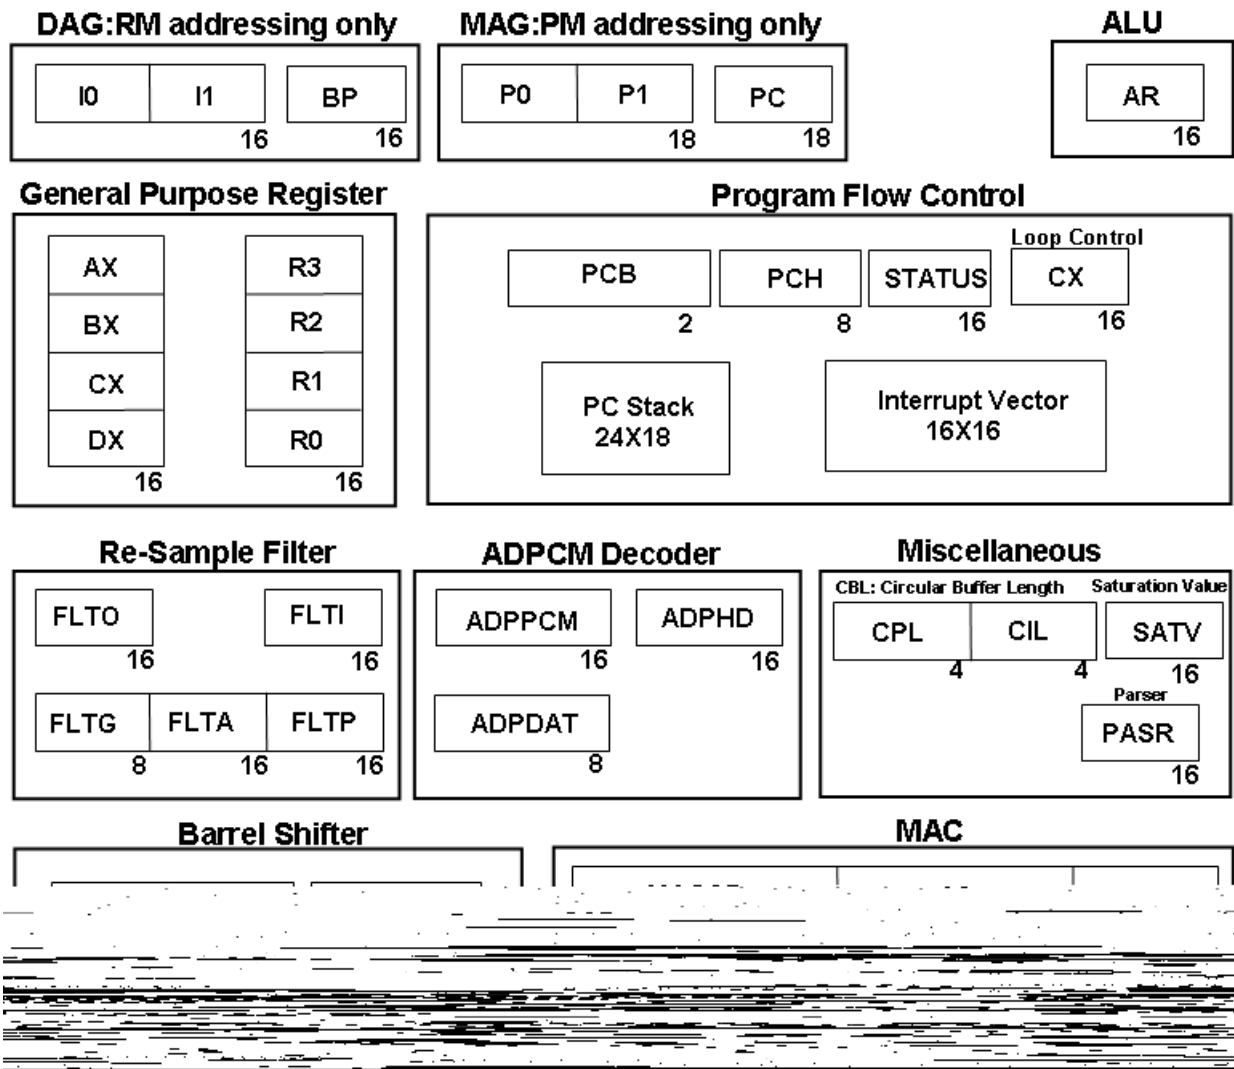 DAG:RM addressing only
I0 I1 BP
16 16
MAG:PM addressing only
P0 P1 PC
18 18
ALU
AR
16
General Purpose Register
AX R3
BX R2
CX R1
DX R0
16 16
Program Flow Control
Loop Control
PCB PCH STATUS CX
2 8 16 16
PC Stack
24X18
Interrupt Vector
16X16
Re-Sample Filter
FLTO FLTI
16 16
FLTG FLTA FLTP
8 16 16
ADPCM Decoder
ADPPCM ADPHD
16 16
ADPDAT
8
Miscellaneous
CBL: Circular Buffer Length Saturation Value
CPL CIL SATV
4 4 16
Parser
PASR
16
Barrel Shifter
MAC